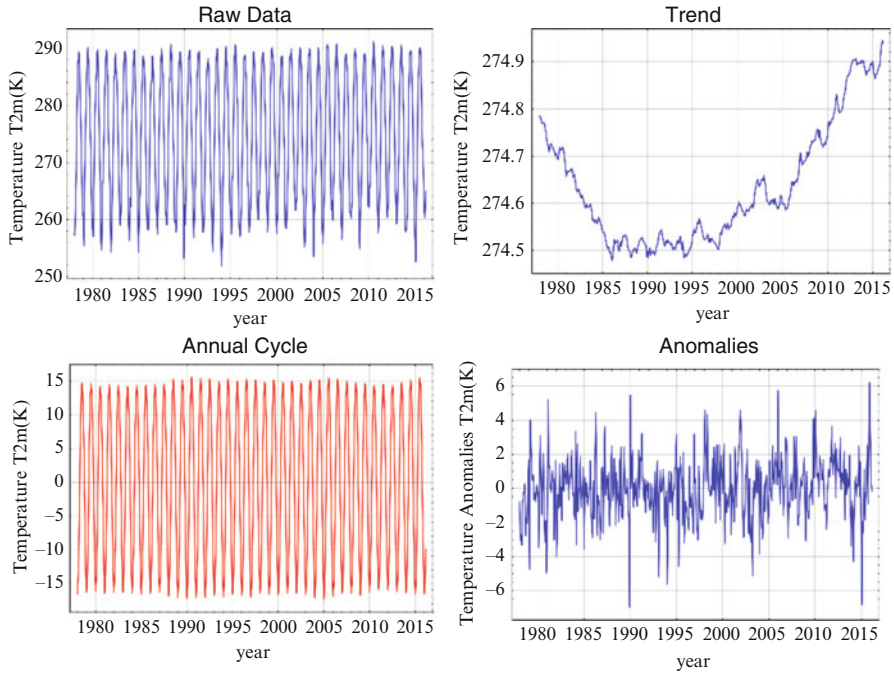 Raw Data
Temperature T2m(K)
290
280
270
260
250
1980 1985 1990 1995 2000 2005 2010 2015
year
Trend
Temperature T2m(K)
274.9
274.8
274.7
274.6
274.5
1980 1985 1990 1995 2000 2005 2010 2015
year
Annual Cycle
Temperature T2m(K)
15
10
5
0
−5
−10
−15
1980 1985 1990 1995 2000 2005 2010 2015
year
Anomalies
Temperature Anomalies T2m(K)
6
4
2
0
−2
−4
−6
1980 1985 1990 1995 2000 2005 2010 2015
year